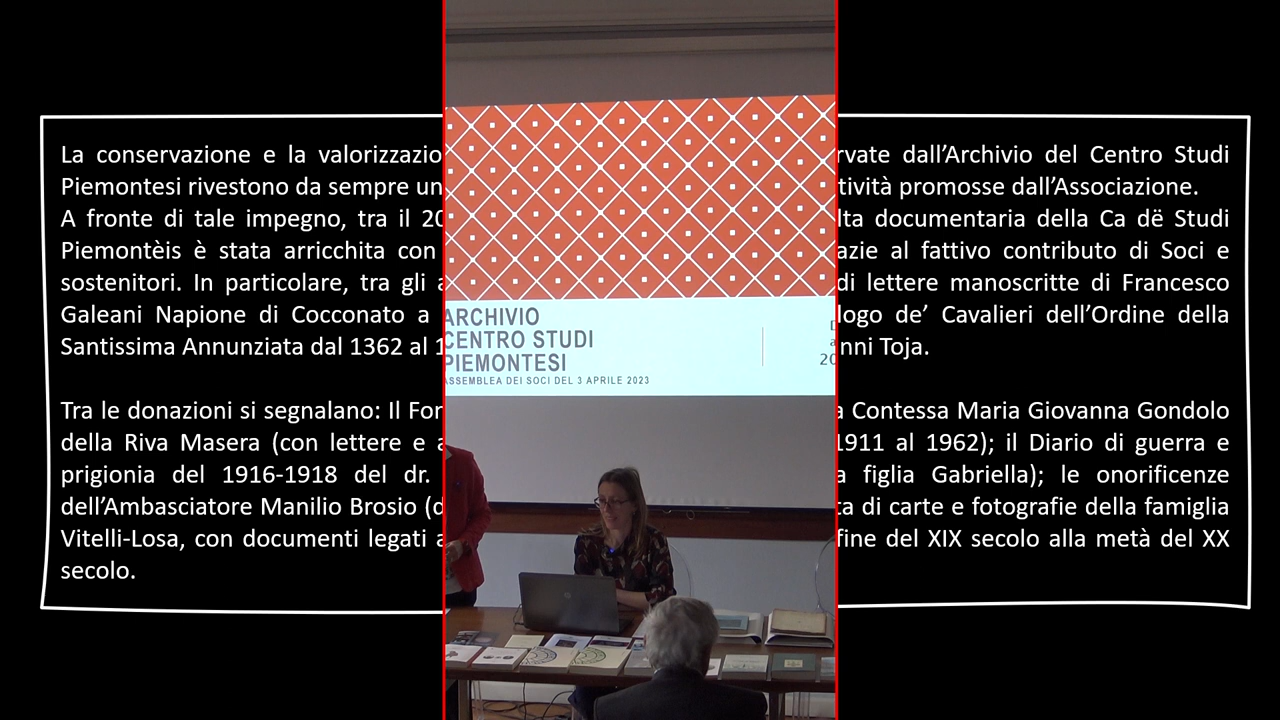 La conservazione e la valorizzazio rvate dall'Archivio del Centro Studi
Piemontesi rivestono da sempre un tività promosse dall'Associazione.
A fronte di tale impegno, tra il 20 lta documentaria della Ca dë Studi
Piemontèis è stata arricchita con azie al fattivo contributo di Soci e
sostenitori. In particolare, tra gli a di lettere manoscritte di Francesco
Galeani Napione di Cocconato a logo de' Cavalieri dell'Ordine della
Santissima Annunziata dal 1362 al 1 nni Toja.
Tra le donazioni si segnalano: Il For a Contessa Maria Giovanna Gondolo
della Riva Masera (con lettere e a 1911 al 1962); il Diario di guerra e
prigionia del 1916-1918 del dr. a figlia Gabriella); le onorificenze
dell'Ambasciatore Manilio Brosio (d ta di carte e fotografie della famiglia
Vitelli-Losa, con documenti legati a fine del XIX secolo alla metà del XX
secolo.
ARCHIVIO
CENTRO STUDI
PIEMONTESI
ASSEMBLEA DEI SOCI DEL 3 APRILE 2023
D
a
20